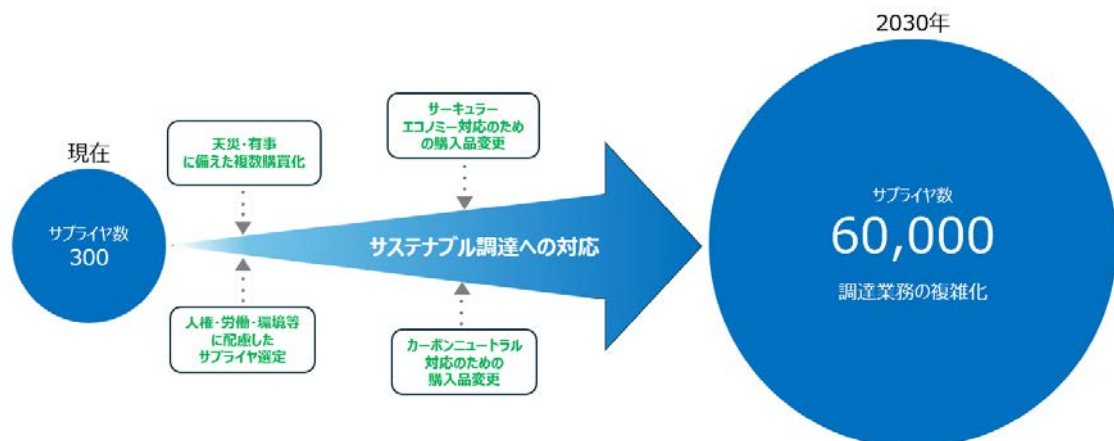 現在
サプライヤ数
300
天災・有事
に備えた複数購買化
人権・労働・環境等
に配慮した
サプライヤ選定
サーキュラー
エコノミー対応のため
の購入品変更
サステナブル調達への対応
カーボンニュートラル
対応のための
購入品変更
2030年
サプライヤ数
60,000
調達業務の複雑化